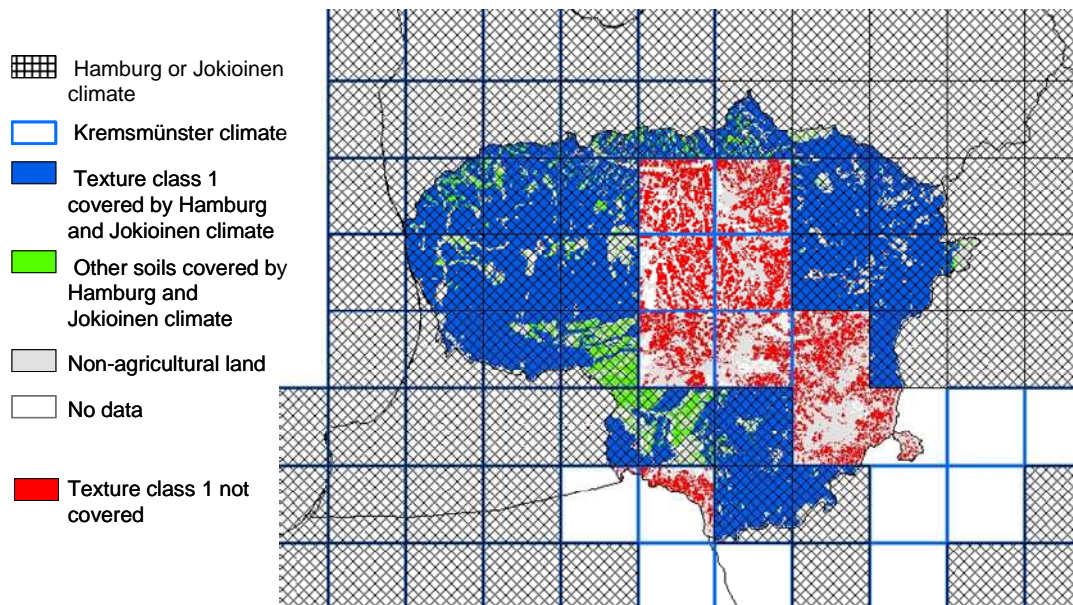 Hamburg or Jokioinen
climate
Kremsmünster climate
Texture class 1
covered by Hamburg
and Jokioinen climate
Other soils covered by
Hamburg and
Jokioinen climate
Non-agricultural land
No data
Texture class 1 not
covered